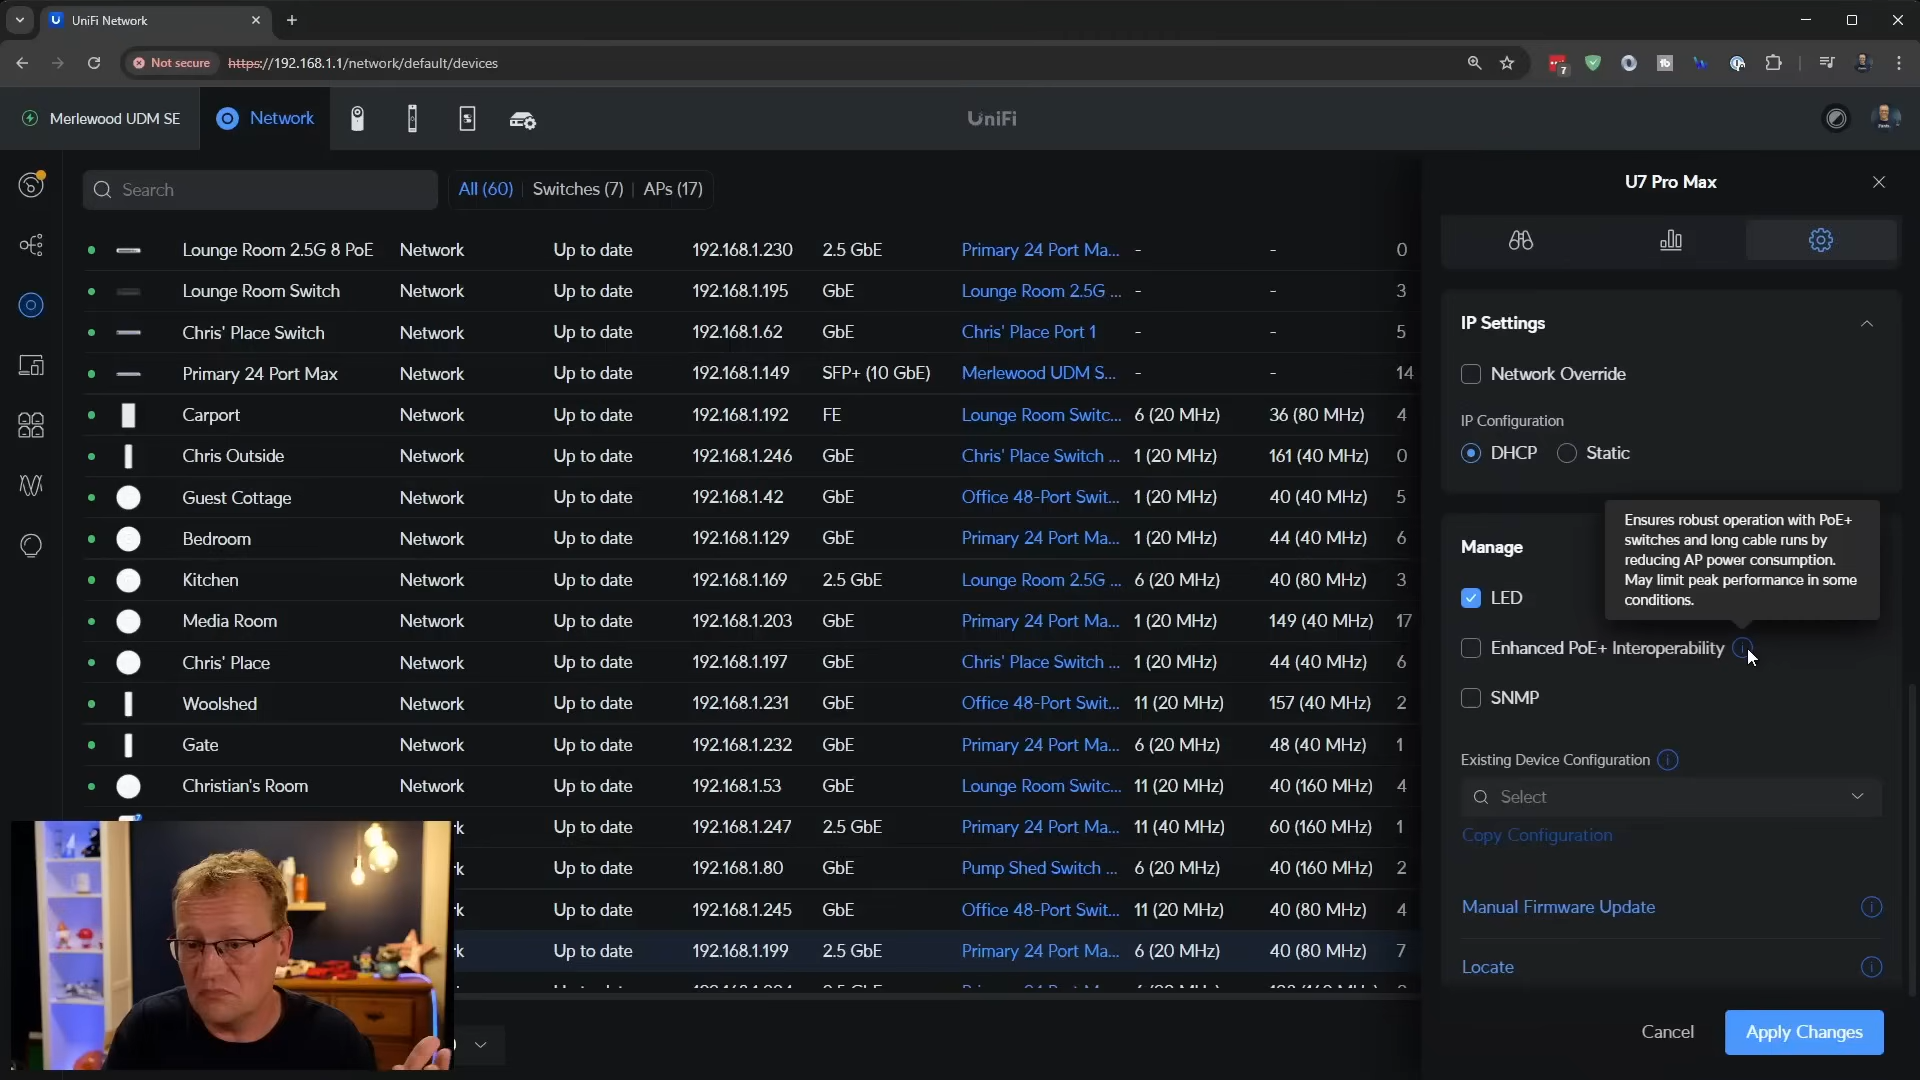 UniFi Network
Not secure
https://192.168.1.1/network/default/devices
7
Merlewood UDM SE
Network
UniFi
Search
All (60)
Switches (7)
APs (17)
Lounge Room 2.5G 8 PoE Network Up to date 192.168.1.230 2.5 GbE Primary 24 Port Ma... - - 0
Lounge Room Switch Network Up to date 192.168.1.195 GbE Lounge Room 2.5G ... - - 3
Chris' Place Switch Network Up to date 192.168.1.62 GbE Chris' Place Port 1 - - 5
Primary 24 Port Max Network Up to date 192.168.1.149 SFP+ (10 GbE) Merlewood UDM S... - - 14
Carport Network Up to date 192.168.1.192 FE Lounge Room Switc... 6 (20 MHz) 36 (80 MHz) 4
Chris Outside Network Up to date 192.168.1.246 GbE Chris' Place Switch ... 1 (20 MHz) 161 (40 MHz) 0
Guest Cottage Network Up to date 192.168.1.42 GbE Office 48-Port Swit... 1 (20 MHz) 40 (40 MHz) 5
Bedroom Network Up to date 192.168.1.129 GbE Primary 24 Port Ma... 1 (20 MHz) 44 (40 MHz) 6
Kitchen Network Up to date 192.168.1.169 2.5 GbE Lounge Room 2.5G ... 6 (20 MHz) 40 (80 MHz) 3
Media Room Network Up to date 192.168.1.203 GbE Primary 24 Port Ma... 1 (20 MHz) 149 (40 MHz) 17
Chris' Place Network Up to date 192.168.1.197 GbE Chris' Place Switch ... 1 (20 MHz) 44 (40 MHz) 6
Woolshed Network Up to date 192.168.1.231 GbE Office 48-Port Swit... 11 (20 MHz) 157 (40 MHz) 2
Gate Network Up to date 192.168.1.232 GbE Primary 24 Port Ma... 6 (20 MHz) 48 (40 MHz) 1
Christian's Room Network Up to date 192.168.1.53 GbE Lounge Room Switc... 11 (20 MHz) 40 (160 MHz) 4
Up to date 192.168.1.247 2.5 GbE Primary 24 Port Ma... 11 (40 MHz) 60 (160 MHz) 1
Up to date 192.168.1.80 GbE Pump Shed Switch ... 6 (20 MHz) 40 (160 MHz) 2
Up to date 192.168.1.245 GbE Office 48-Port Swit... 11 (20 MHz) 40 (80 MHz) 4
Up to date 192.168.1.199 2.5 GbE Primary 24 Port Ma... 6 (20 MHz) 40 (80 MHz) 7
U7 Pro Max
IP Settings
Network Override
IP Configuration
DHCP
Static
Ensures robust operation with PoE+
switches and long cable runs by
reducing AP power consumption.
May limit peak performance in some
conditions.
Manage
LED
Enhanced PoE+ Interoperability
SNMP
Existing Device Configuration
Select
Copy Configuration
Manual Firmware Update
Locate
Cancel
Apply Changes